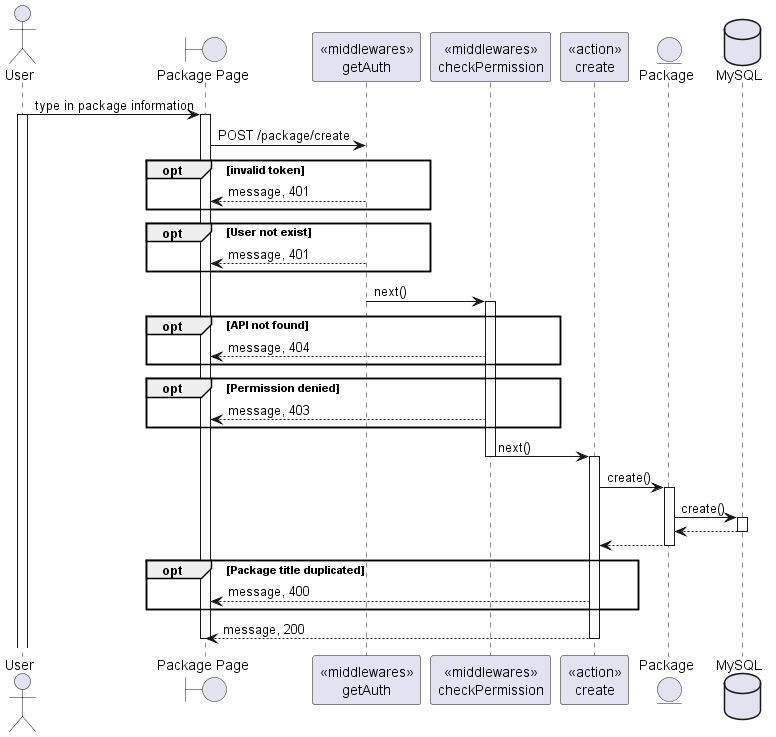 User
Package Page
«middlewares»
getAuth
«middlewares»
checkPermission
«action»
create
Package
MySQL
type in package information
POST /package/create
opt
[invalid token]
message, 401
opt
[User not exist]
message, 401
next()
opt
[API not found]
message, 404
opt
[Permission denied]
message, 403
next()
create()
create()
opt
[Package title duplicated]
message, 400
message, 200
User
Package Page
«middlewares»
getAuth
«middlewares»
checkPermission
«action»
create
Package
MySQL